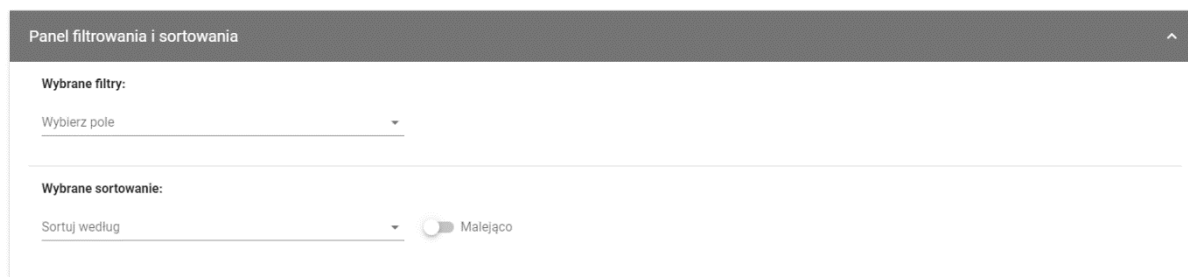 Panel filtrowania i sortowania
Wybrane filtry:
Wybierz pole
Wybrane sortowanie:
Sortuj według
Malejąco